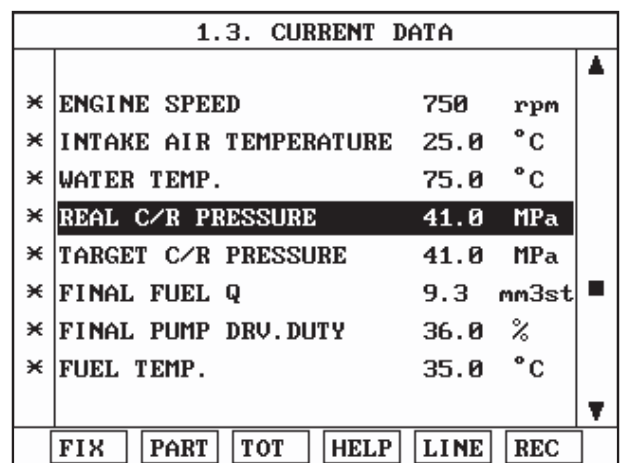 1.3. CURRENT DATA
* ENGINE SPEED 750 rpm
* INTAKE AIR TEMPERATURE 25.0 °C
* WATER TEMP. 75.0 °C
* REAL C/R PRESSURE 41.0 MPa
* TARGET C/R PRESSURE 41.0 MPa
* FINAL FUEL Q 9.3 mm3st
* FINAL PUMP DRV.DUTY 36.0 %
* FUEL TEMP. 35.0 °C
FIX PART TOT HELP LINE REC